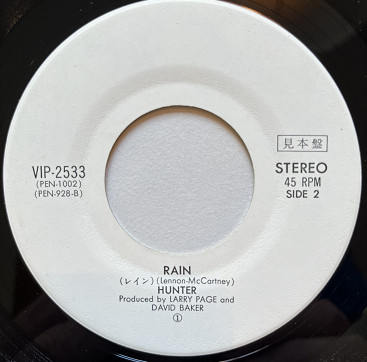 見本盤
VIP-2533
(PEN-1002)
(PEN-928-B)
STEREO
45 RPM
SIDE 2
RAIN
(レイン)(Lennon-McCartney)
HUNTER
Produced by LARRY PAGE and
DAVID BAKER
①